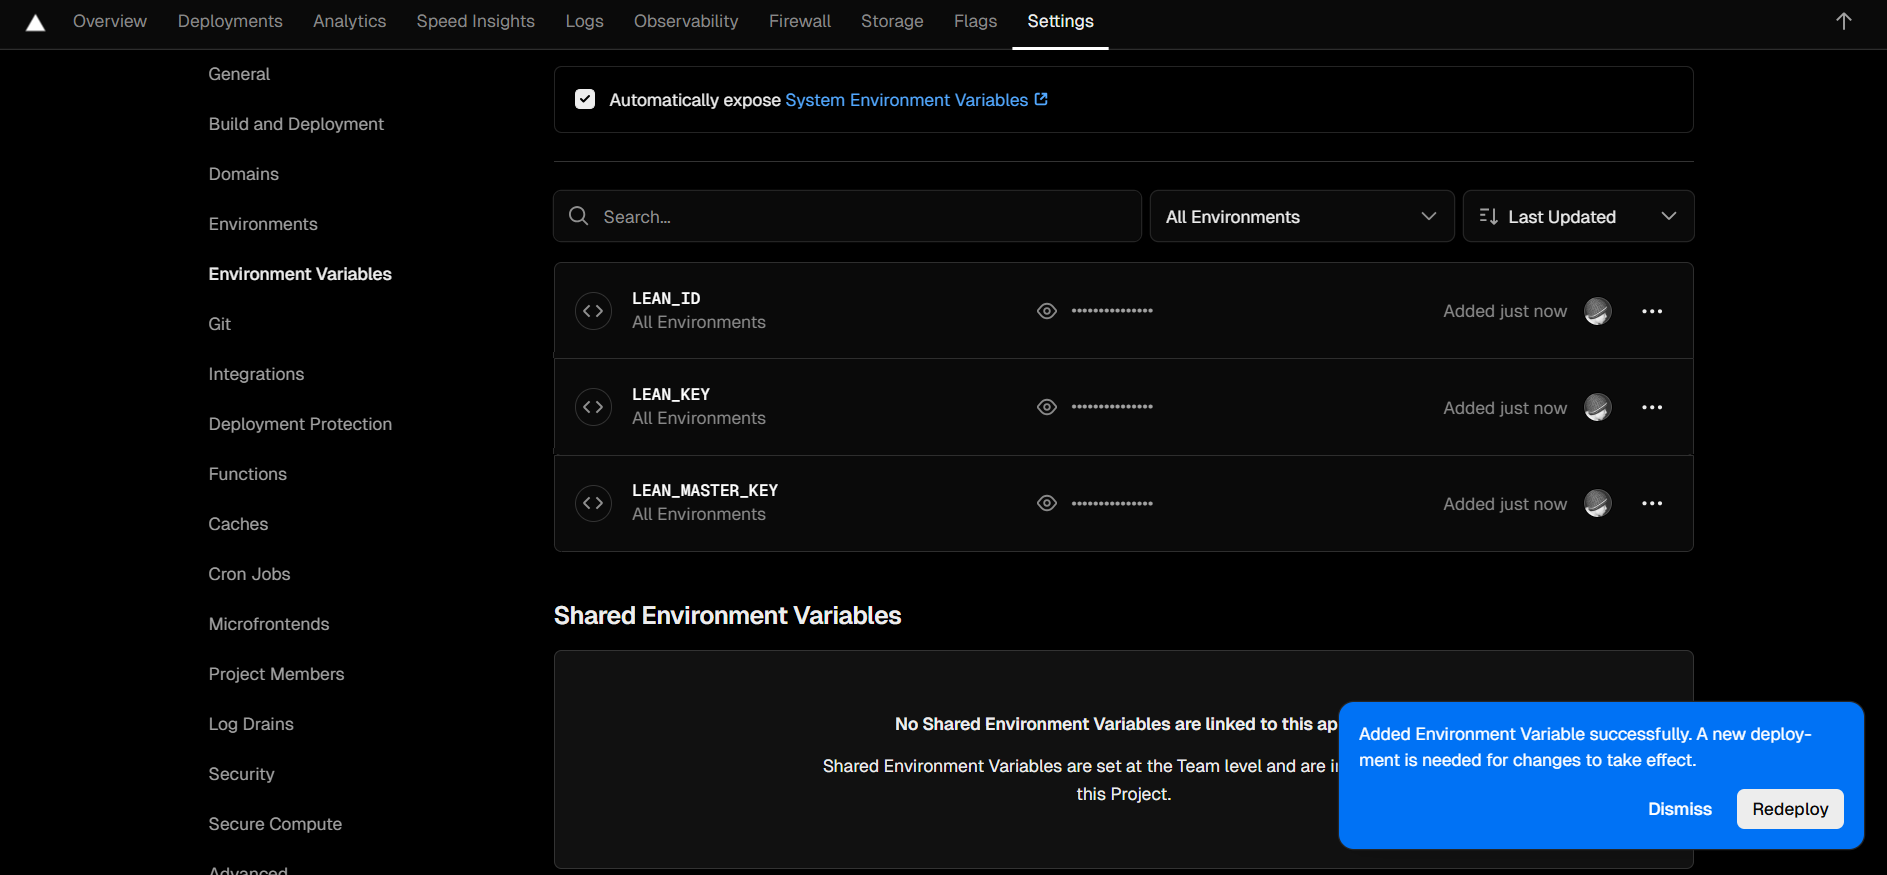 Overview Deployments Analytics Speed Insights Logs Observability Firewall Storage Flags Settings
General
Build and Deployment
Domains
Environments
Environment Variables
Git
Integrations
Deployment Protection
Functions
Caches
Cron Jobs
Microfrontends
Project Members
Log Drains
Security
Secure Compute
Advanced
Automatically expose System Environment Variables
Search...
All Environments
Last Updated
LEAN_ID
All Environments
Added just now
LEAN_KEY
All Environments
Added just now
LEAN_MASTER_KEY
All Environments
Added just now
Shared Environment Variables
No Shared Environment Variables are linked to this ap
Shared Environment Variables are set at the Team level and are i
this Project.
Added Environment Variable successfully. A new deploy-
ment is needed for changes to take effect.
Dismiss
Redeploy